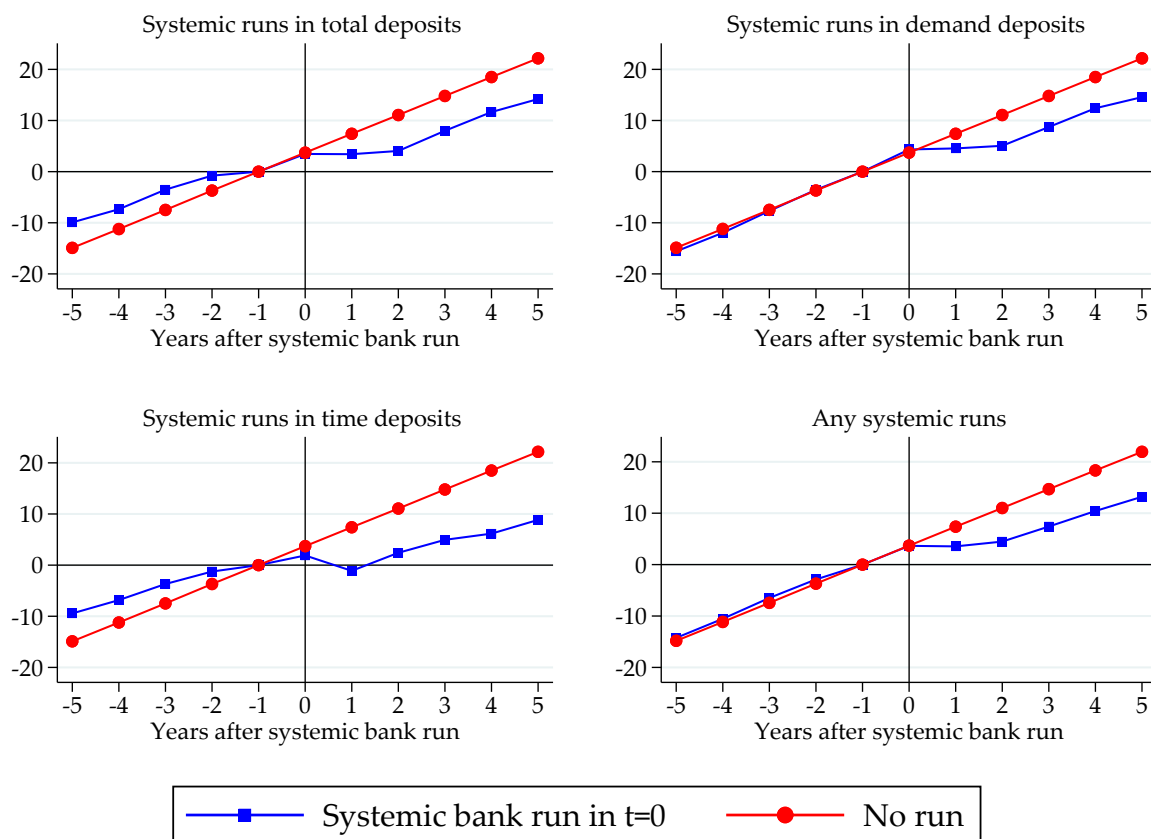 Systemic runs in total deposits
20
10
0
-10
-20
-5 -4 -3 -2 -1 0 1 2 3 4 5
Years after systemic bank run
Systemic runs in demand deposits
20
10
0
-10
-20
-5 -4 -3 -2 -1 0 1 2 3 4 5
Years after systemic bank run
Systemic runs in time deposits
20
10
0
-10
-20
-5 -4 -3 -2 -1 0 1 2 3 4 5
Years after systemic bank run
Any systemic runs
20
10
0
-10
-20
-5 -4 -3 -2 -1 0 1 2 3 4 5
Years after systemic bank run
Systemic bank run in t=0 No run